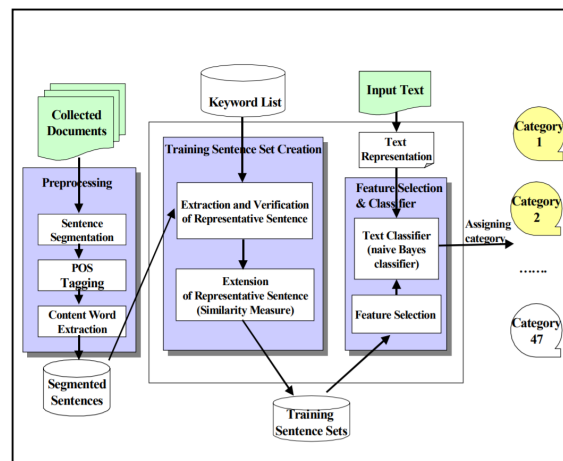 Collected
Documents
Preprocessing
Sentence
Segmentation
POS
Tagging
Content Word
Extraction
Segmented
Sentences
Keyword List
Training Sentence Set Creation
Extraction and Verification
of Representative Sentence
Extension
of Representative Sentence
(Similarity Measure)
Training
Sentence Sets
Input Text
Text
Representation
Feature Selection
& Classifier
Text Classifier
(naive Bayes
classifier)
Feature Selection
Assigning
category
Category
1
Category
2
.......
Category
47